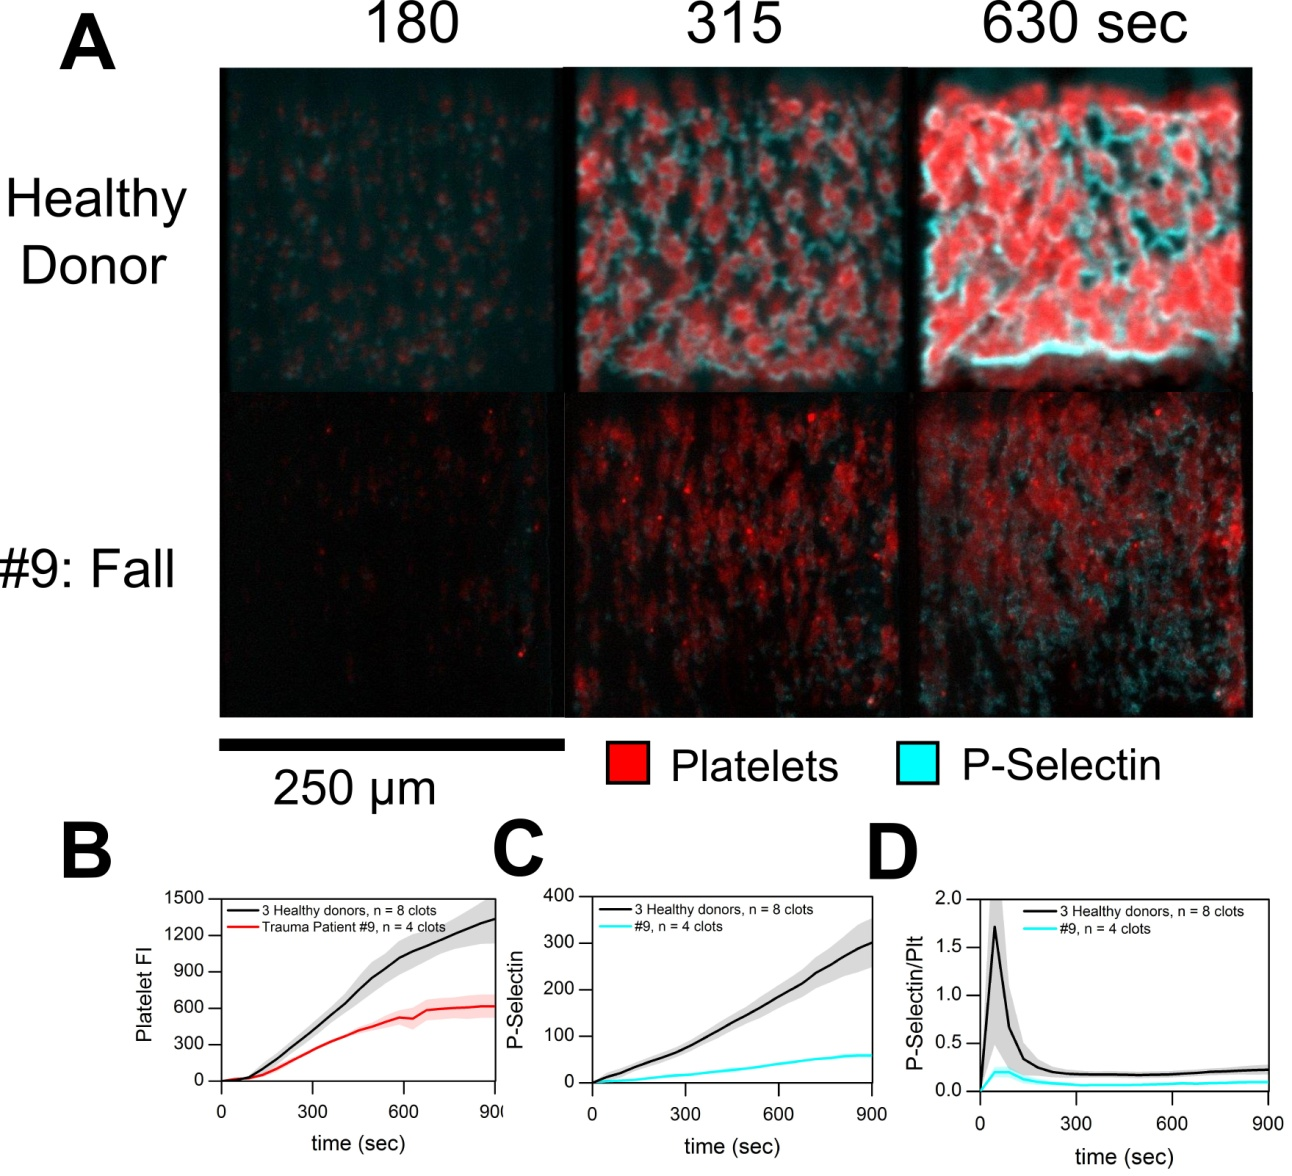 A
180 315 630 sec
Healthy
Donor
#9: Fall
250 µm
Platelets
P-Selectin
B
1500
1200
900
600
300
0
Platelet FI
3 Healthy donors, n = 8 clots
Trauma Patient #9, n = 4 clots
0 300 600 900
time (sec)
C
400
300
200
100
0
P-Selectin
3 Healthy donors, n = 8 clots
#9, n = 4 clots
0 300 600 900
time (sec)
D
2.0
1.5
1.0
0.5
0.0
P-Selectin/Plt
3 Healthy donors, n = 8 clots
#9, n = 4 clots
0 300 600 900
time (sec)